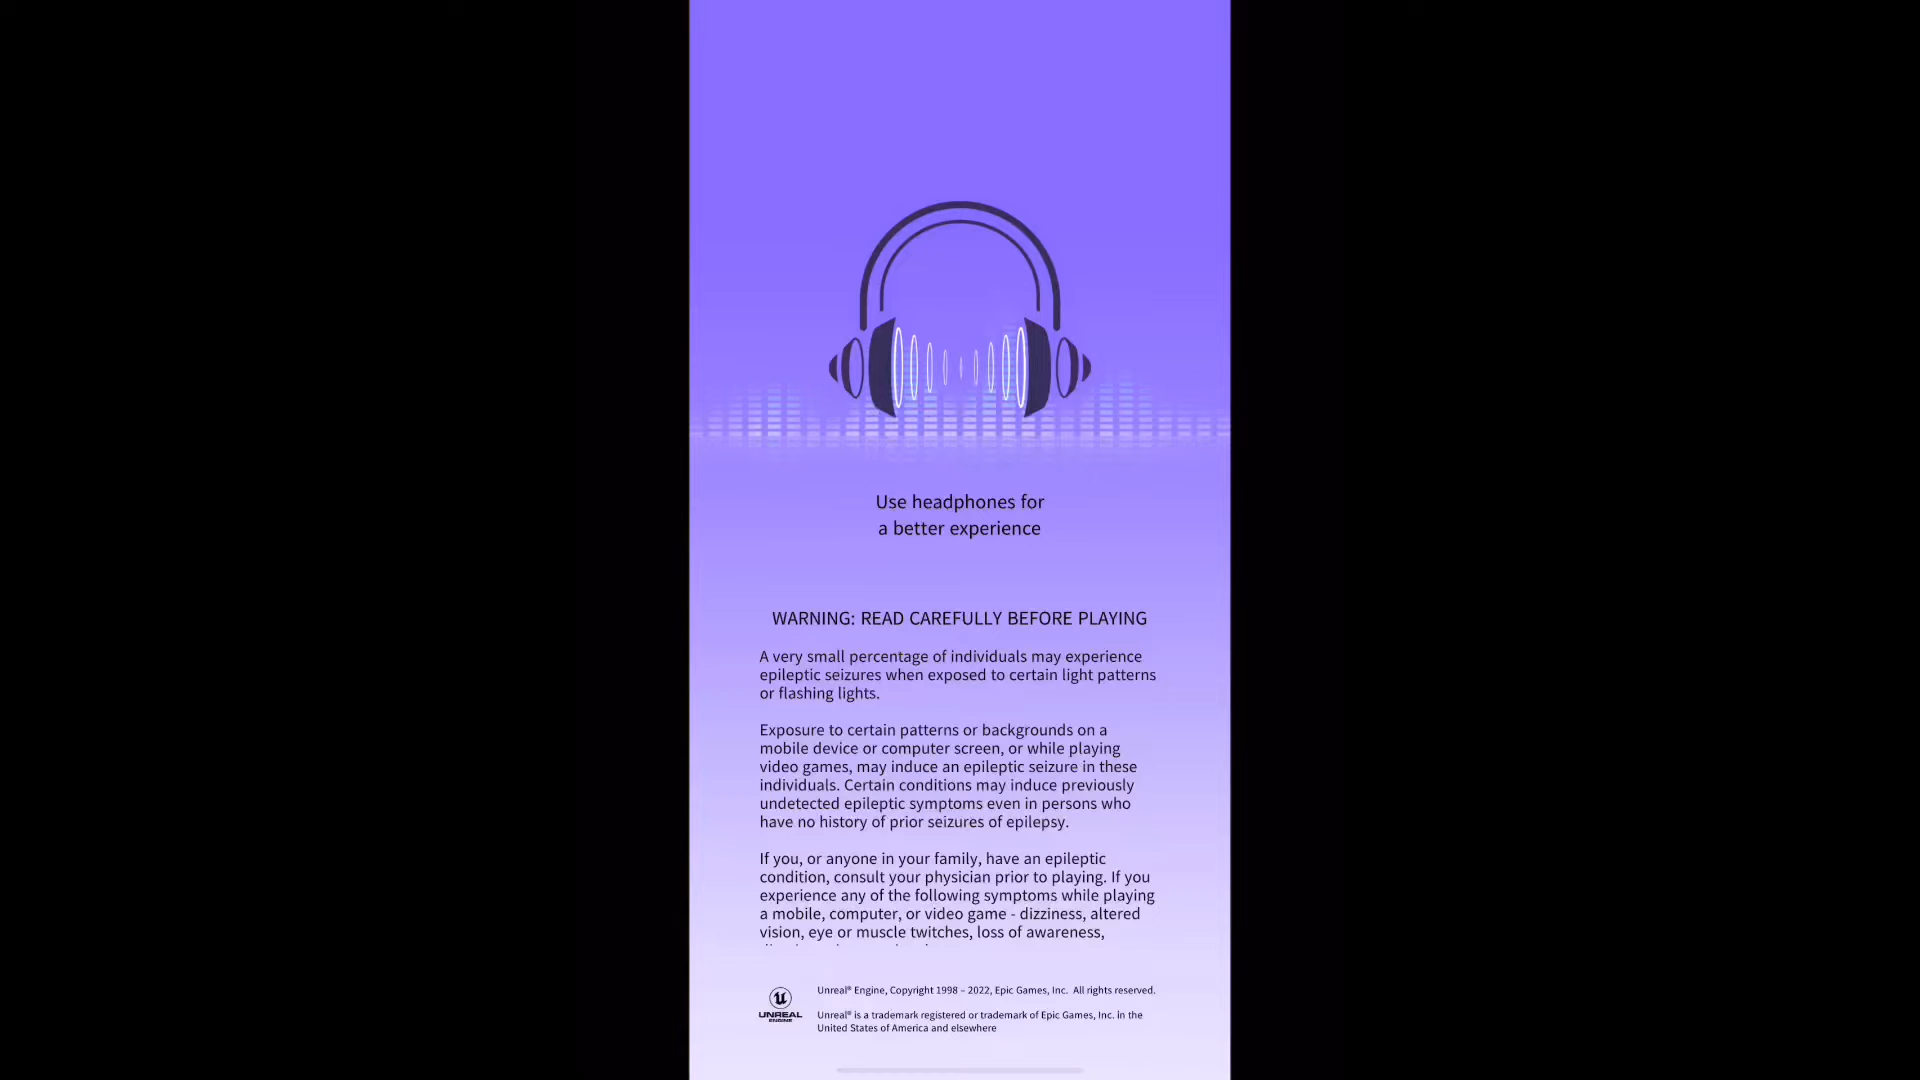 Use headphones for
a better experience
WARNING: READ CAREFULLY BEFORE PLAYING
A very small percentage of individuals may experience
epileptic seizures when exposed to certain light patterns
or flashing lights.
Exposure to certain patterns or backgrounds on a
mobile device or computer screen, or while playing
video games, may induce an epileptic seizure in these
individuals. Certain conditions may induce previously
undetected epileptic symptoms even in persons who
have no history of prior seizures of epilepsy.
If you, or anyone in your family, have an epileptic
condition, consult your physician prior to playing. If you
experience any of the following symptoms while playing
a mobile, computer, or video game - dizziness, altered
vision, eye or muscle twitches, loss of awareness,
UNREAL
ENGINE
Unreal® Engine, Copyright 1998 – 2022, Epic Games, Inc. All rights reserved.
Unreal® is a trademark registered or trademark of Epic Games, Inc. in the
United States of America and elsewhere